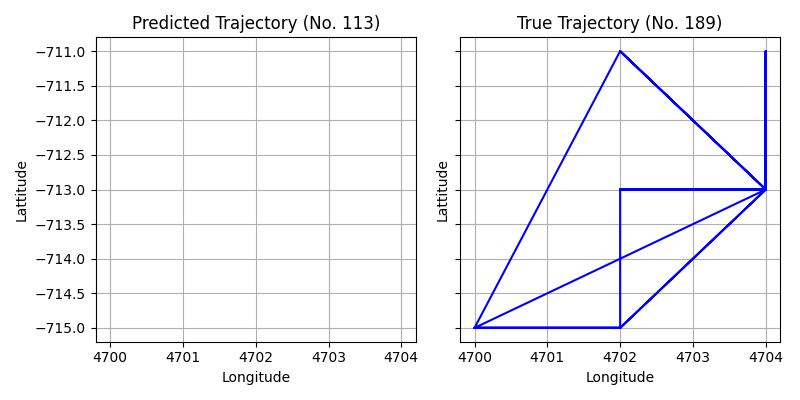 Predicted Trajectory (No. 113)
True Trajectory (No. 189)
Lattitude
−711.0
−711.5
−712.0
−712.5
−713.0
−713.5
−714.0
−714.5
−715.0
4700 4701 4702 4703 4704
Longitude
Lattitude
4700 4701 4702 4703 4704
Longitude